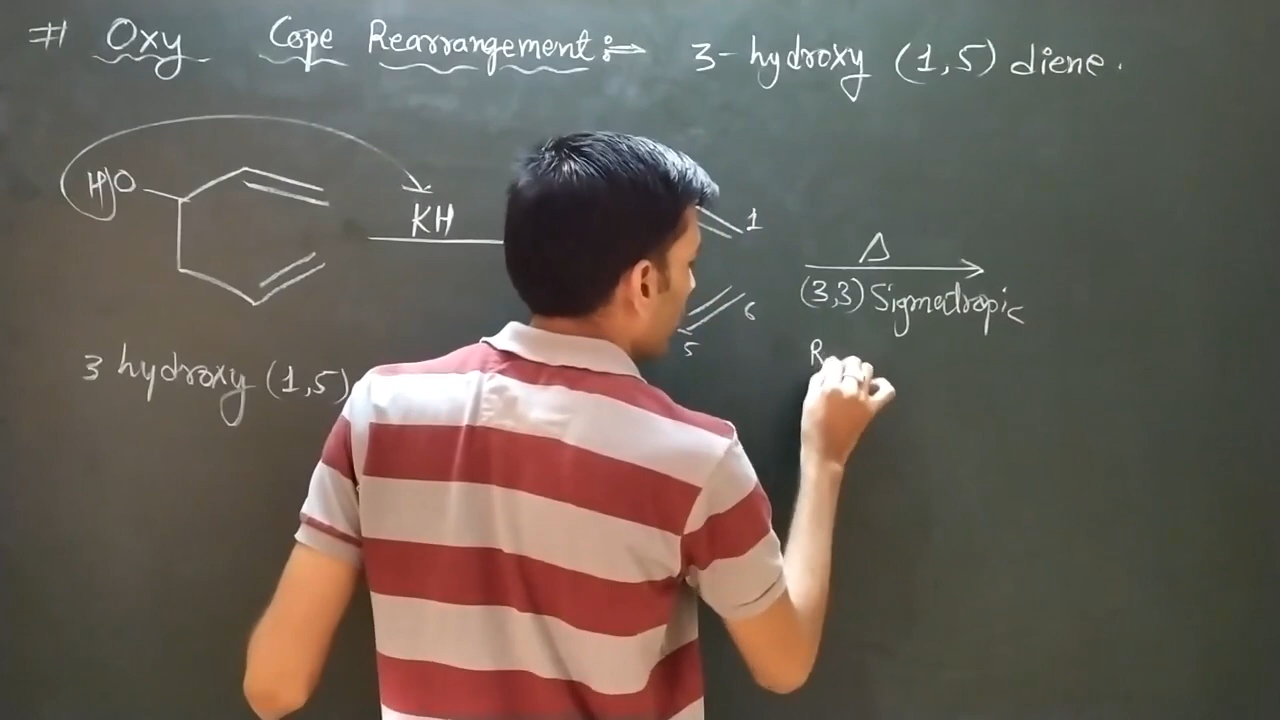 # Oxy Cope Rearrangement :⇒ 3-hydroxy (1,5) diene.
HO
KH
1
6
5
Δ
(3,3) Sigmatropic
R
3 hydroxy (1,5)